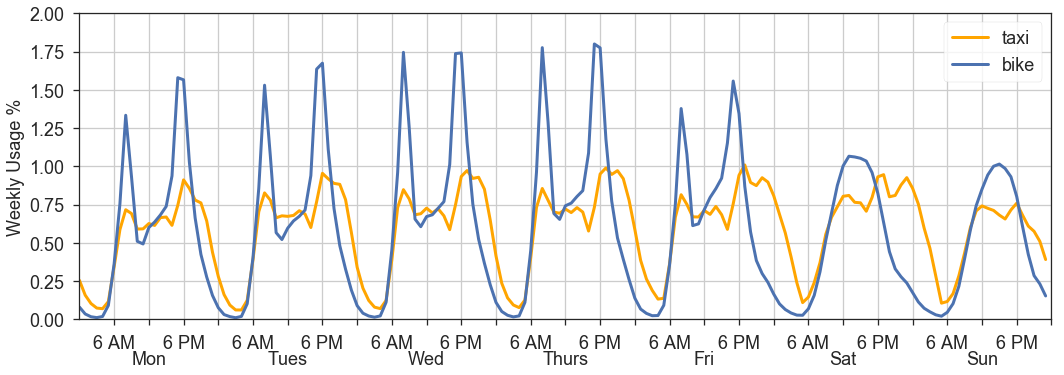 2.00
1.75
1.50
1.25
1.00
0.75
0.50
0.25
0.00
Weekly Usage %
taxi
bike
6 AM 6 PM 6 AM 6 PM 6 AM 6 PM 6 AM 6 PM 6 AM 6 PM 6 AM 6 PM 6 AM 6 PM
Mon Tues Wed Thurs Fri Sat Sun